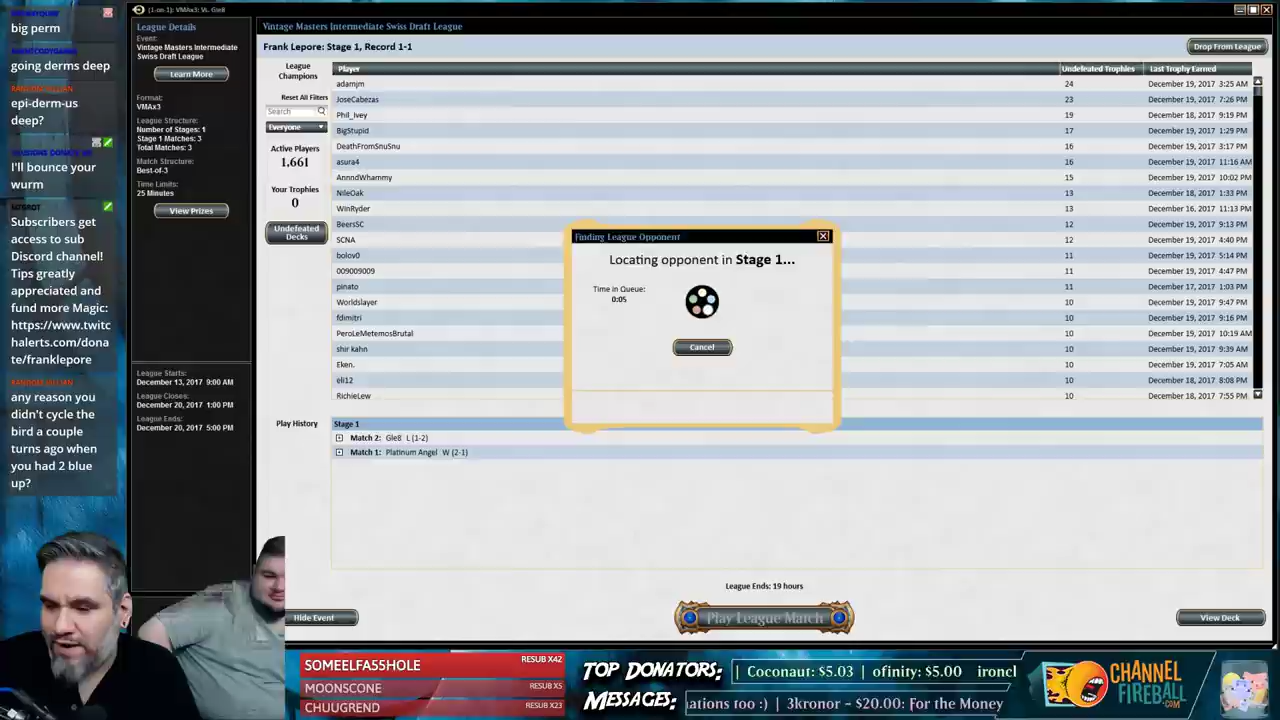 big perm
going derms deep
epi-derm-us
deep?
I'll bounce your
wurm
Subscribers get
access to sub
Discord channel!
Tips greatly
appreciated and
fund more Magic:
https://www.twitc
halerts.com/dona
te/franklepore
any reason you
didn't cycle the
bird a couple
turns ago when
you had 2 blue
up?
(1-on-1) VMAx3: Vs. Gle8
League Details
Event:
Vintage Masters Intermediate
Swiss Draft League
Learn More
Format:
VMAx3
League Structure:
Number of Stages: 1
Stage 1 Matches: 3
Total Matches: 3
Match Structure:
Best-of-3
Time Limits:
25 Minutes
View Prizes
League Starts:
December 13, 2017 9:00 AM
League Closes:
December 20, 2017 1:00 PM
League Ends:
December 20, 2017 5:00 PM
Vintage Masters Intermediate Swiss Draft League
Frank Lepore: Stage 1, Record 1-1
Drop From League
League
Champions
Reset All Filters
Search
Everyone
Active Players
1,661
Your Trophies
0
Undefeated
Decks
Player Undefeated Trophies Last Trophy Earned
adamjm 24 December 19, 2017 3:25 AM
JoseCabezas 23 December 19, 2017 7:26 PM
Phil_Ivey 19 December 18, 2017 9:19 PM
BigStupid 17 December 19, 2017 1:29 PM
DeathFromSnuSnu 16 December 19, 2017 3:17 PM
asura4 16 December 19, 2017 11:16 AM
AnnndWhammy 15 December 19, 2017 10:02 PM
NileOak 13 December 18, 2017 1:33 PM
WinRyder 13 December 16, 2017 11:13 PM
BeersSC 12 December 19, 2017 9:13 PM
SCNA 12 December 19, 2017 4:40 PM
bolov0 11 December 19, 2017 5:14 PM
009009009 11 December 19, 2017 4:47 PM
pinato 11 December 17, 2017 1:03 PM
Worldslayer 10 December 19, 2017 9:47 PM
fdimitri 10 December 19, 2017 9:16 PM
PeroLeMetemosBrutal 10 December 19, 2017 10:19 AM
shir kahn 10 December 19, 2017 9:39 AM
Eken. 10 December 19, 2017 7:05 AM
eli12 10 December 18, 2017 8:08 PM
RichieLew 10 December 18, 2017 7:55 PM
Finding League Opponent
Locating opponent in Stage 1...
Time in Queue:
0:05
Cancel
Play History
Stage 1
Match 2: Gle8 L (1-2)
Match 1: Platinum Angel W (2-1)
League Ends: 19 hours
Hide Event
Play League Match
View Deck
SOMEELFA55HOLE RESUB X42
MOONSCONE RESUB X5
CHUUGREND RESUB X23
TOP DONATORS: Coconaur: $5.03 | ofinity: $5.00 ironcl
MESSAGES: ations too :) | 3kronor – $20.00: For the Money
CHANNEL
FIREBALL
.COM